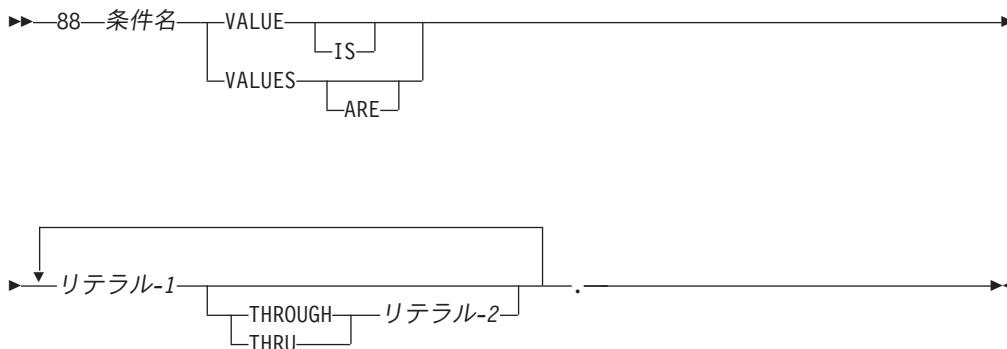 88 条件名 VALUE
IS
VALUES
ARE
リテラル-1 .
THROUGH リテラル-2
THRU